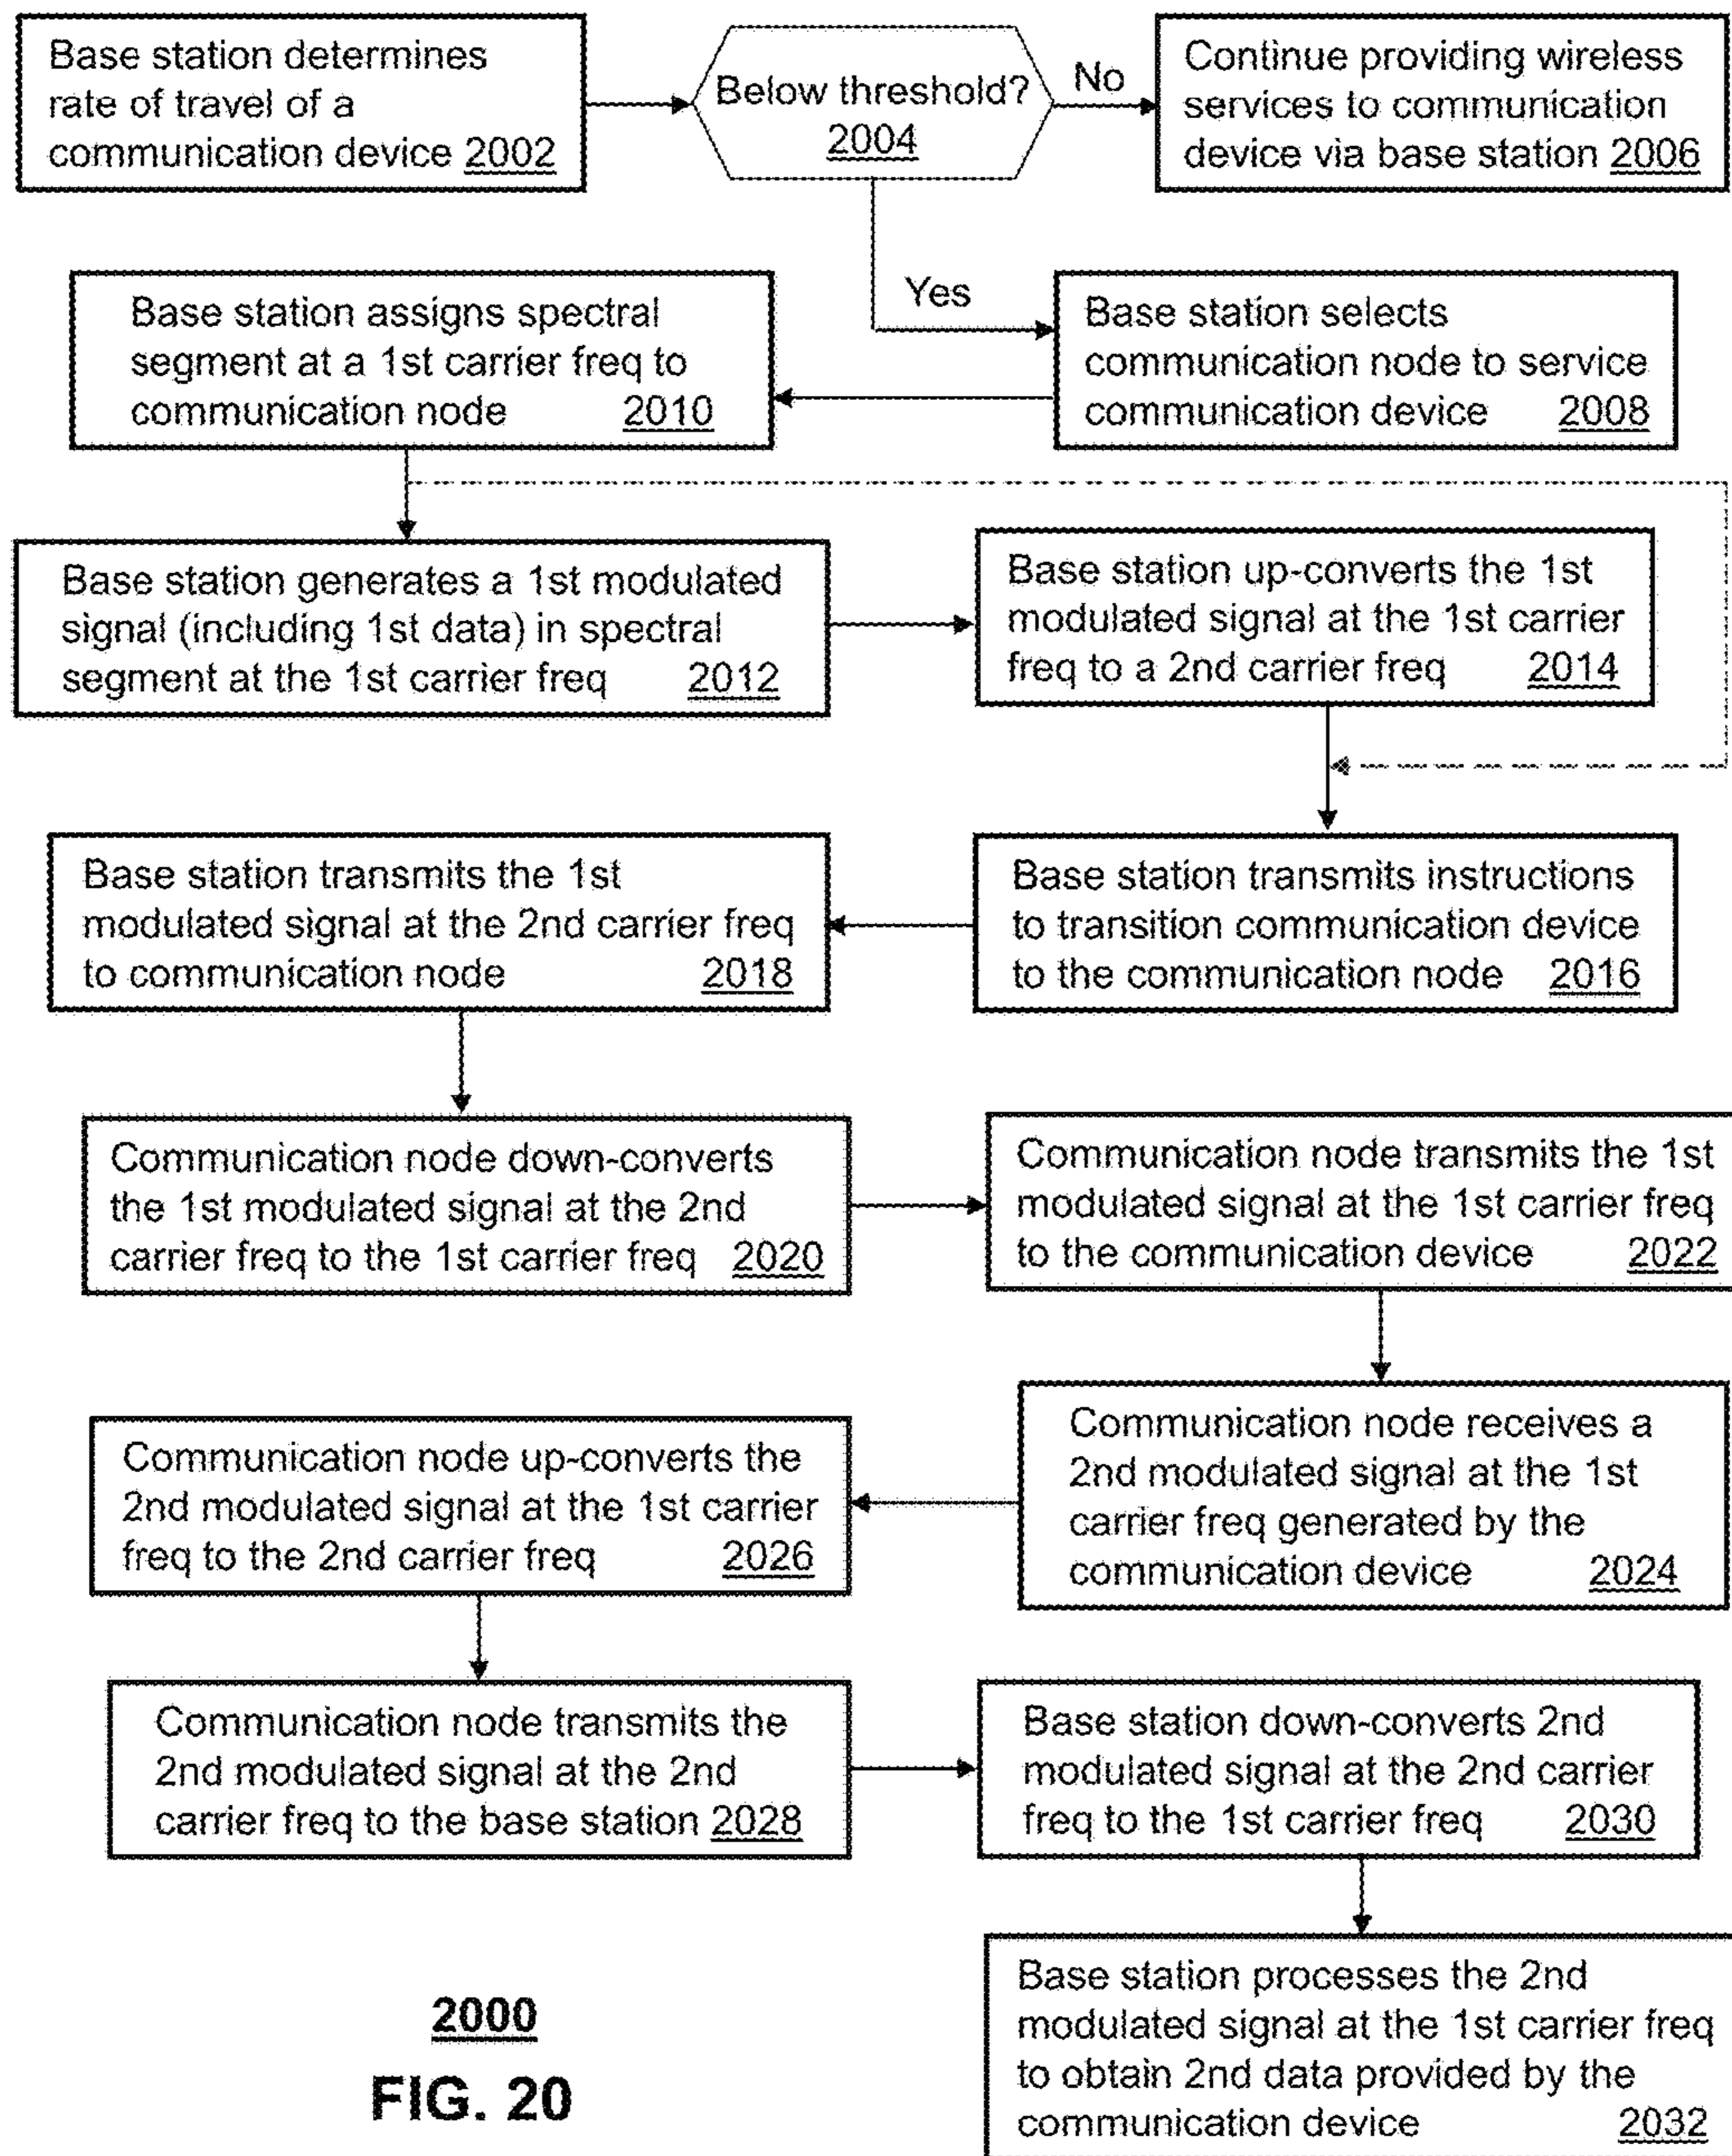 Base station determines
rate of travel of a
communication device 2002
Below threshold?
2004
No
Continue providing wireless
services to communication
device via base station 2006
Yes
Base station selects
communication node to service
communication device 2008
Base station assigns spectral
segment at a 1st carrier freq to
communication node 2010
Base station generates a 1st modulated
signal (including 1st data) in spectral
segment at the 1st carrier freq 2012
Base station up-converts the 1st
modulated signal at the 1st carrier
freq to a 2nd carrier freq 2014
Base station transmits instructions
to transition communication device
to the communication node 2016
Base station transmits the 1st
modulated signal at the 2nd carrier freq
to communication node 2018
Communication node down-converts
the 1st modulated signal at the 2nd
carrier freq to the 1st carrier freq 2020
Communication node transmits the 1st
modulated signal at the 1st carrier freq
to the communication device 2022
Communication node receives a
2nd modulated signal at the 1st
carrier freq generated by the
communication device 2024
Communication node up-converts the
2nd modulated signal at the 1st carrier
freq to the 2nd carrier freq 2026
Communication node transmits the
2nd modulated signal at the 2nd
carrier freq to the base station 2028
Base station down-converts 2nd
modulated signal at the 2nd carrier
freq to the 1st carrier freq 2030
Base station processes the 2nd
modulated signal at the 1st carrier freq
to obtain 2nd data provided by the
communication device 2032
2000
FIG. 20